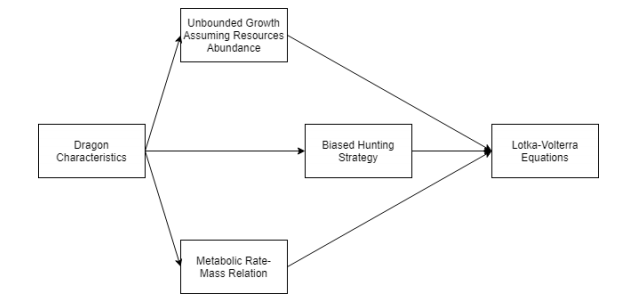 Unbounded Growth
Assuming Resources
Abundance
Dragon
Characteristics
Biased Hunting
Strategy
Lotka-Volterra
Equations
Metabolic Rate-
Mass Relation